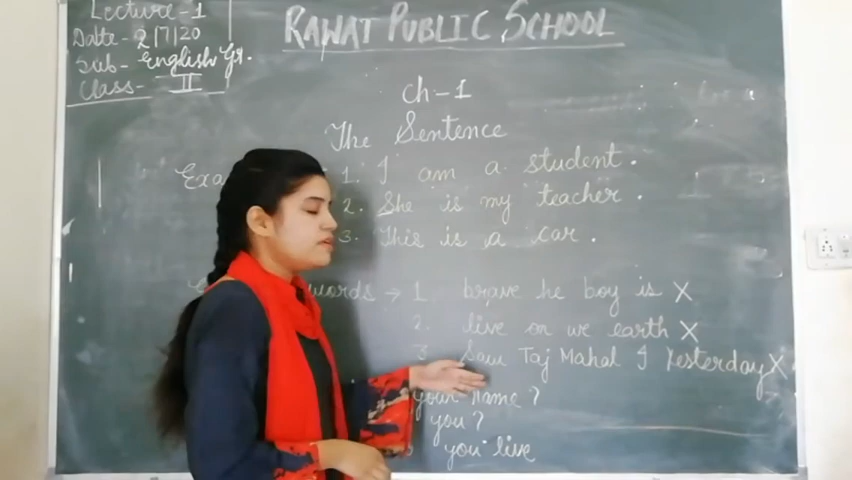 Lecture-1
Date- 2/7/20
Sub- English Gr.
Class- II
RAWAT PUBLIC SCHOOL
Ch-1
The Sentence
Exa 1. I am a student.
2. She is my teacher.
3. This is a car.
words → 1. brave he boy is X
2. live on we earth X
3. Saw Taj Mahal I Yesterday X
your name?
you?
you live